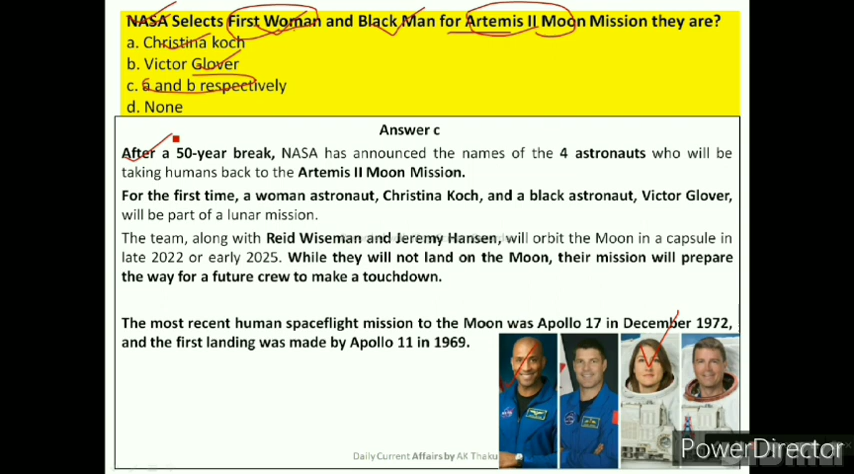 NASA Selects First Woman and Black Man for Artemis II Moon Mission they are?
a. Christina koch
b. Victor Glover
c. a and b respectively
d. None
Answer c
After a 50-year break, NASA has announced the names of the 4 astronauts who will be
taking humans back to the Artemis II Moon Mission.
For the first time, a woman astronaut, Christina Koch, and a black astronaut, Victor Glover,
will be part of a lunar mission.
The team, along with Reid Wiseman and Jeremy Hansen, will orbit the Moon in a capsule in
late 2022 or early 2025. While they will not land on the Moon, their mission will prepare
the way for a future crew to make a touchdown.
The most recent human spaceflight mission to the Moon was Apollo 17 in December 1972,
and the first landing was made by Apollo 11 in 1969.
Daily Current Affairs by AK Thaku
PowerDirector